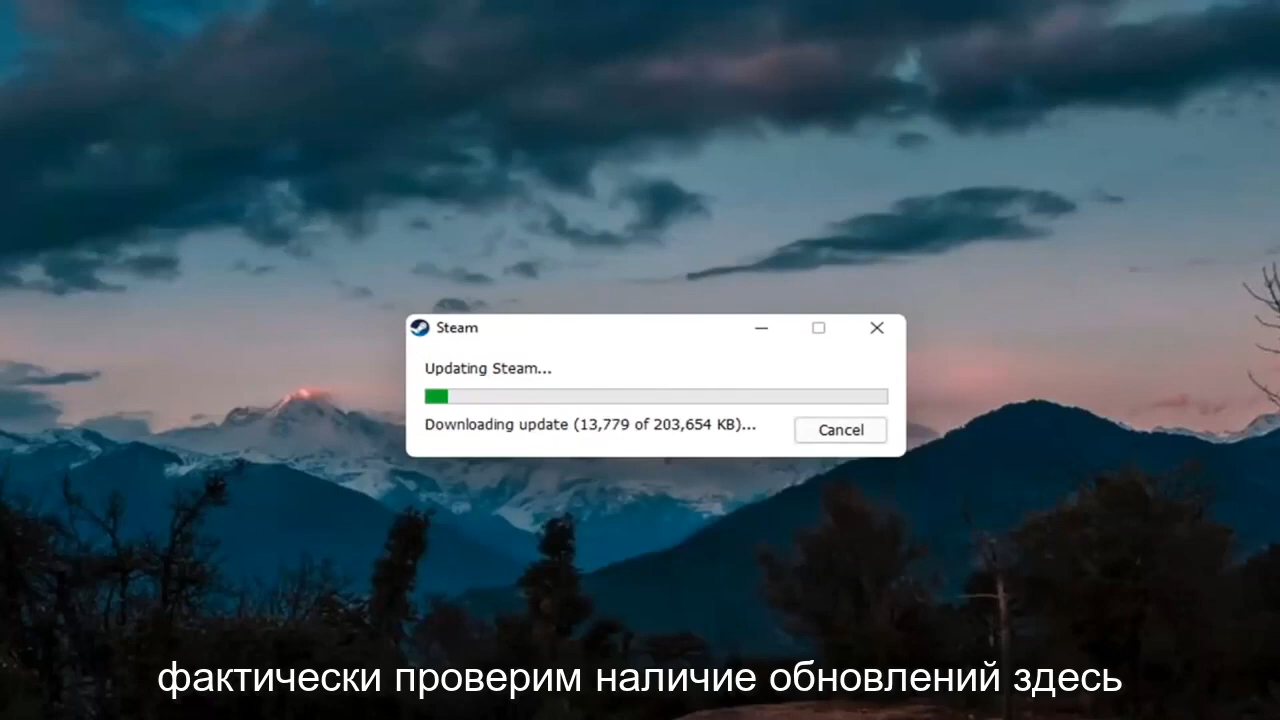 Steam
Updating Steam...
Downloading update (13,779 of 203,654 KB)...
Cancel
фактически проверим наличие обновлений здесь